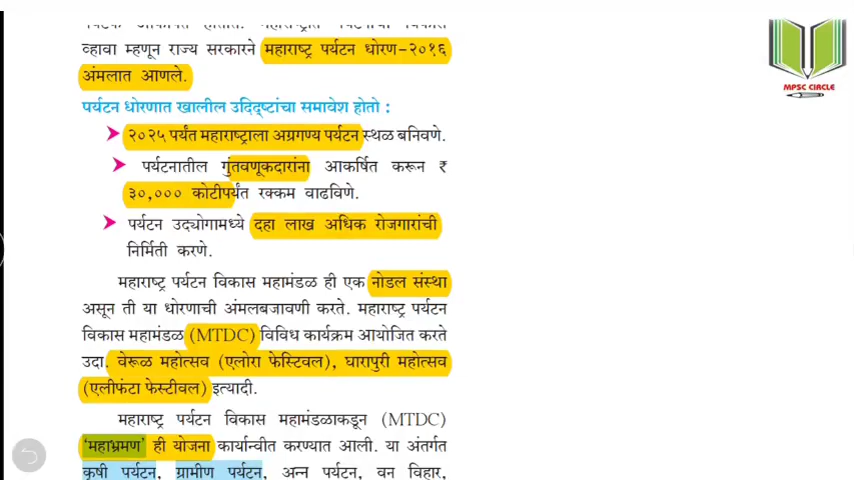 व्हावा म्हणून राज्य सरकारने महाराष्ट्र पर्यटन धोरण-२०१६
अंमलात आणले.
पर्यटन धोरणात खालील उदि्दष्टांचा समावेश होतो :
➤ २०२५ पर्यंत महाराष्ट्राला अग्रगण्य पर्यटन स्थळ बनिवणे.
➤ पर्यटनातील गुंतवणूकदारांना आकर्षित करून ₹
३०,००० कोटीपर्यंत रक्कम वाढविणे.
➤ पर्यटन उद्योगामध्ये दहा लाख अधिक रोजगारांची
निर्मिती करणे.
महाराष्ट्र पर्यटन विकास महामंडळ ही एक नोडल संस्था
असून ती या धोरणाची अंमलबजावणी करते. महाराष्ट्र पर्यटन
विकास महामंडळ (MTDC) विविध कार्यक्रम आयोजित करते
उदा. वेरूळ महोत्सव (एलोरा फेस्टिवल), घारापुरी महोत्सव
(एलीफंटा फेस्टीवल) इत्यादी.
महाराष्ट्र पर्यटन विकास महामंडळाकडून (MTDC)
'महाभ्रमण' ही योजना कार्यान्वीत करण्यात आली. या अंतर्गत
कृषी पर्यटन, ग्रामीण पर्यटन, अन्न पर्यटन, वन विहार,
MPSC CIRCLE